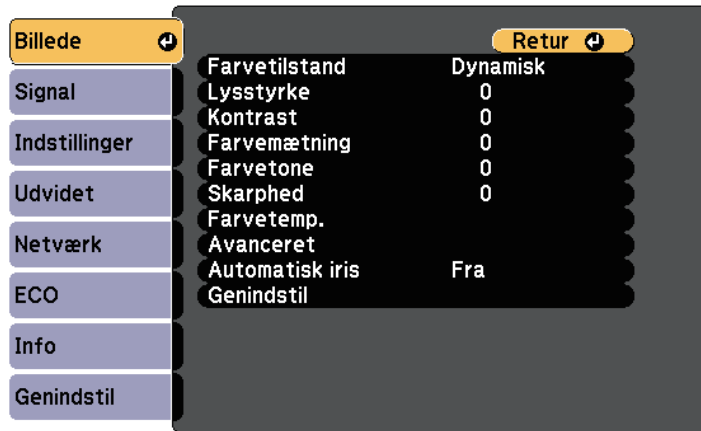 Billede
Signal
Indstillinger
Udvidet
Netværk
ECO
Info
Genindstil
Retur
Farvetilstand Dynamisk
Lysstyrke 0
Kontrast 0
Farvemætning 0
Farvetone 0
Skarphed 0
Farvetemp.
Avanceret
Automatisk iris Fra
Genindstil